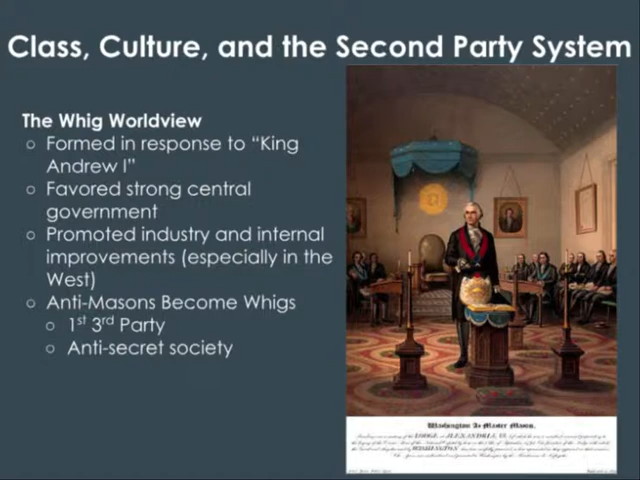 Class, Culture, and the Second Party System
The Whig Worldview
○ Formed in response to “King
Andrew I”
○ Favored strong central
government
○ Promoted industry and internal
improvements (especially in the
West)
○ Anti-Masons Become Whigs
○ 1st 3rd Party
○ Anti-secret society
Washington As Master Mason.